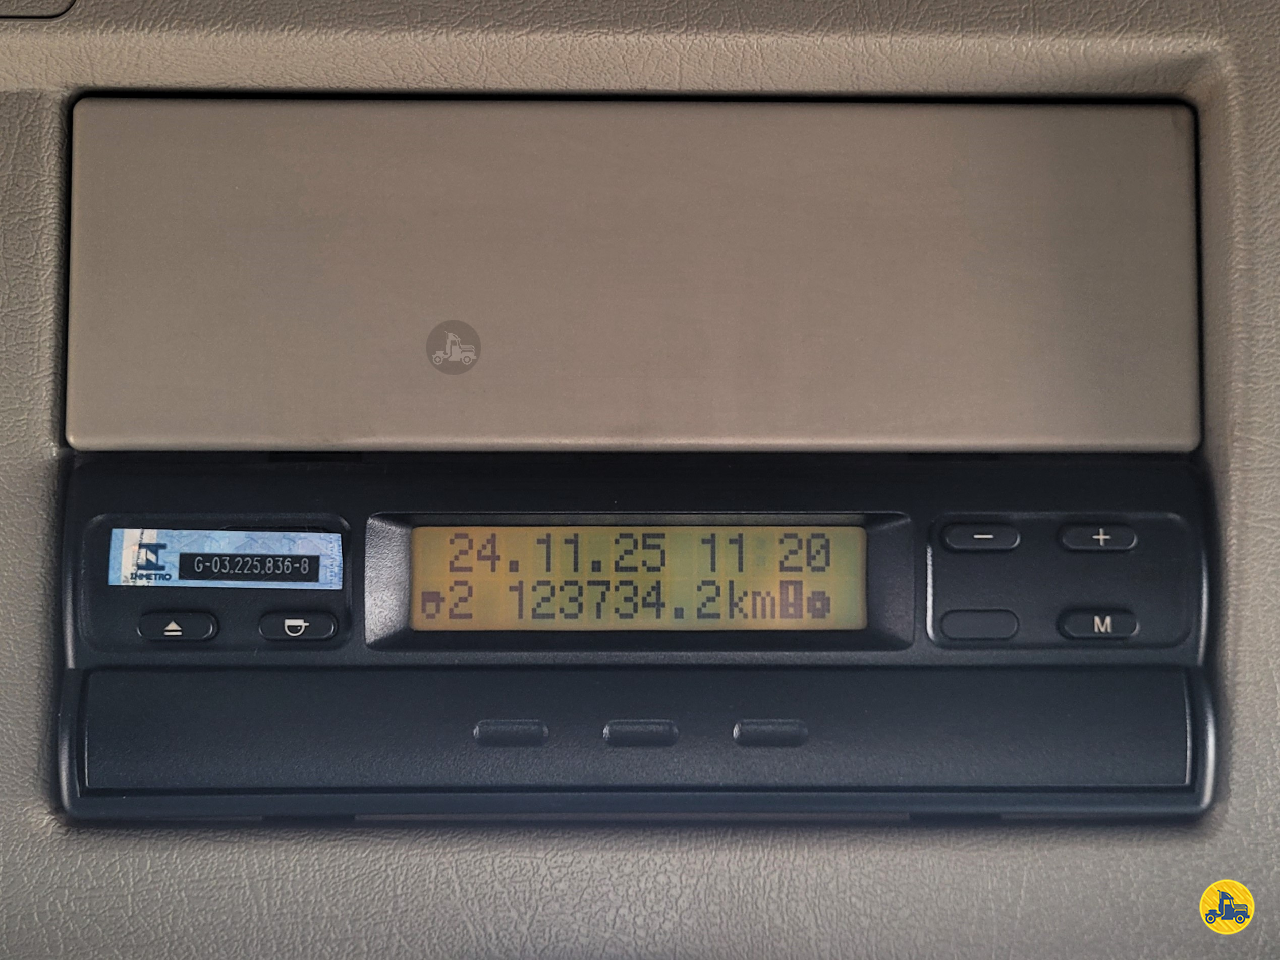 INMETRO
G-03.225.836-8
24.11.25 11 20
2 123734.2km
− +
M